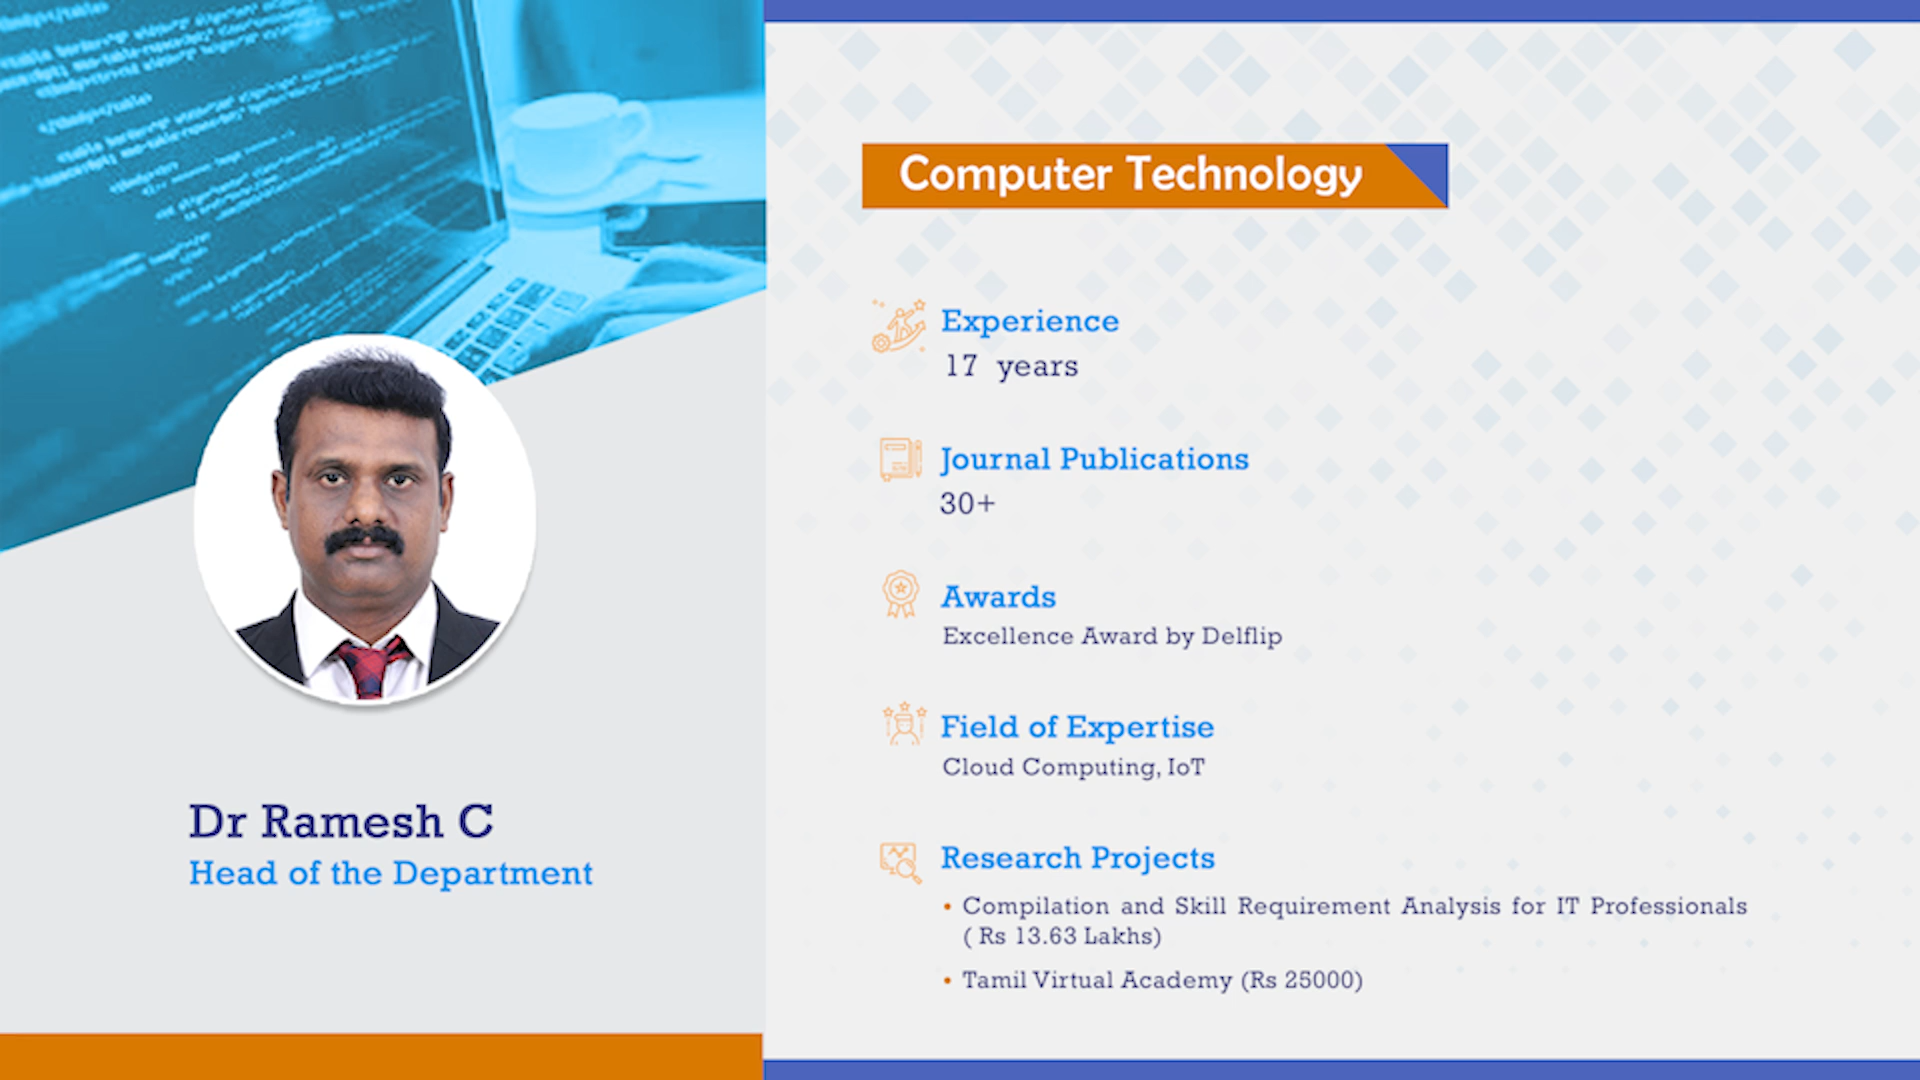 Computer Technology
Experience
17 years
Journal Publications
30+
Awards
Excellence Award by Delflip
Field of Expertise
Cloud Computing, IoT
Research Projects
• Compilation and Skill Requirement Analysis for IT Professionals
( Rs 13.63 Lakhs)
• Tamil Virtual Academy (Rs 25000)
Dr Ramesh C
Head of the Department